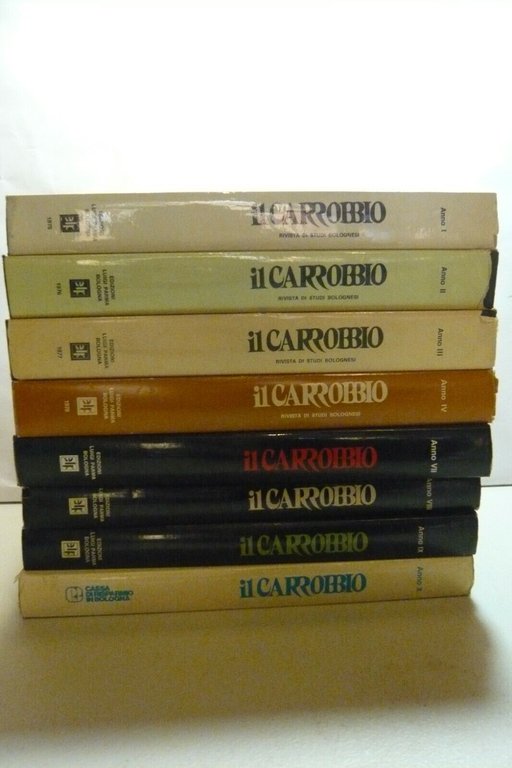 1975
EDIZIONI
LUIGI PARMA
BOLOGNA
il CARROBBIO
RIVISTA DI STUDI BOLOGNESI
Anno I
1976
EDIZIONI
LUIGI PARMA
BOLOGNA
il CARROBBIO
RIVISTA DI STUDI BOLOGNESI
Anno II
1977
EDIZIONI
LUIGI PARMA
BOLOGNA
il CARROBBIO
RIVISTA DI STUDI BOLOGNESI
Anno III
1978
EDIZIONI
LUIGI PARMA
BOLOGNA
il CARROBBIO
RIVISTA DI STUDI BOLOGNESI
Anno IV
EDIZIONI
LUIGI PARMA
BOLOGNA
il CARROBBIO
Anno VII
EDIZIONI
LUIGI PARMA
BOLOGNA
il CARROBBIO
Anno
EDIZIONI
LUIGI PARMA
BOLOGNA
il CARROBBIO
Anno IX
CASSA
DI RISPARMIO
IN BOLOGNA
il CARROBBIO
Anno X